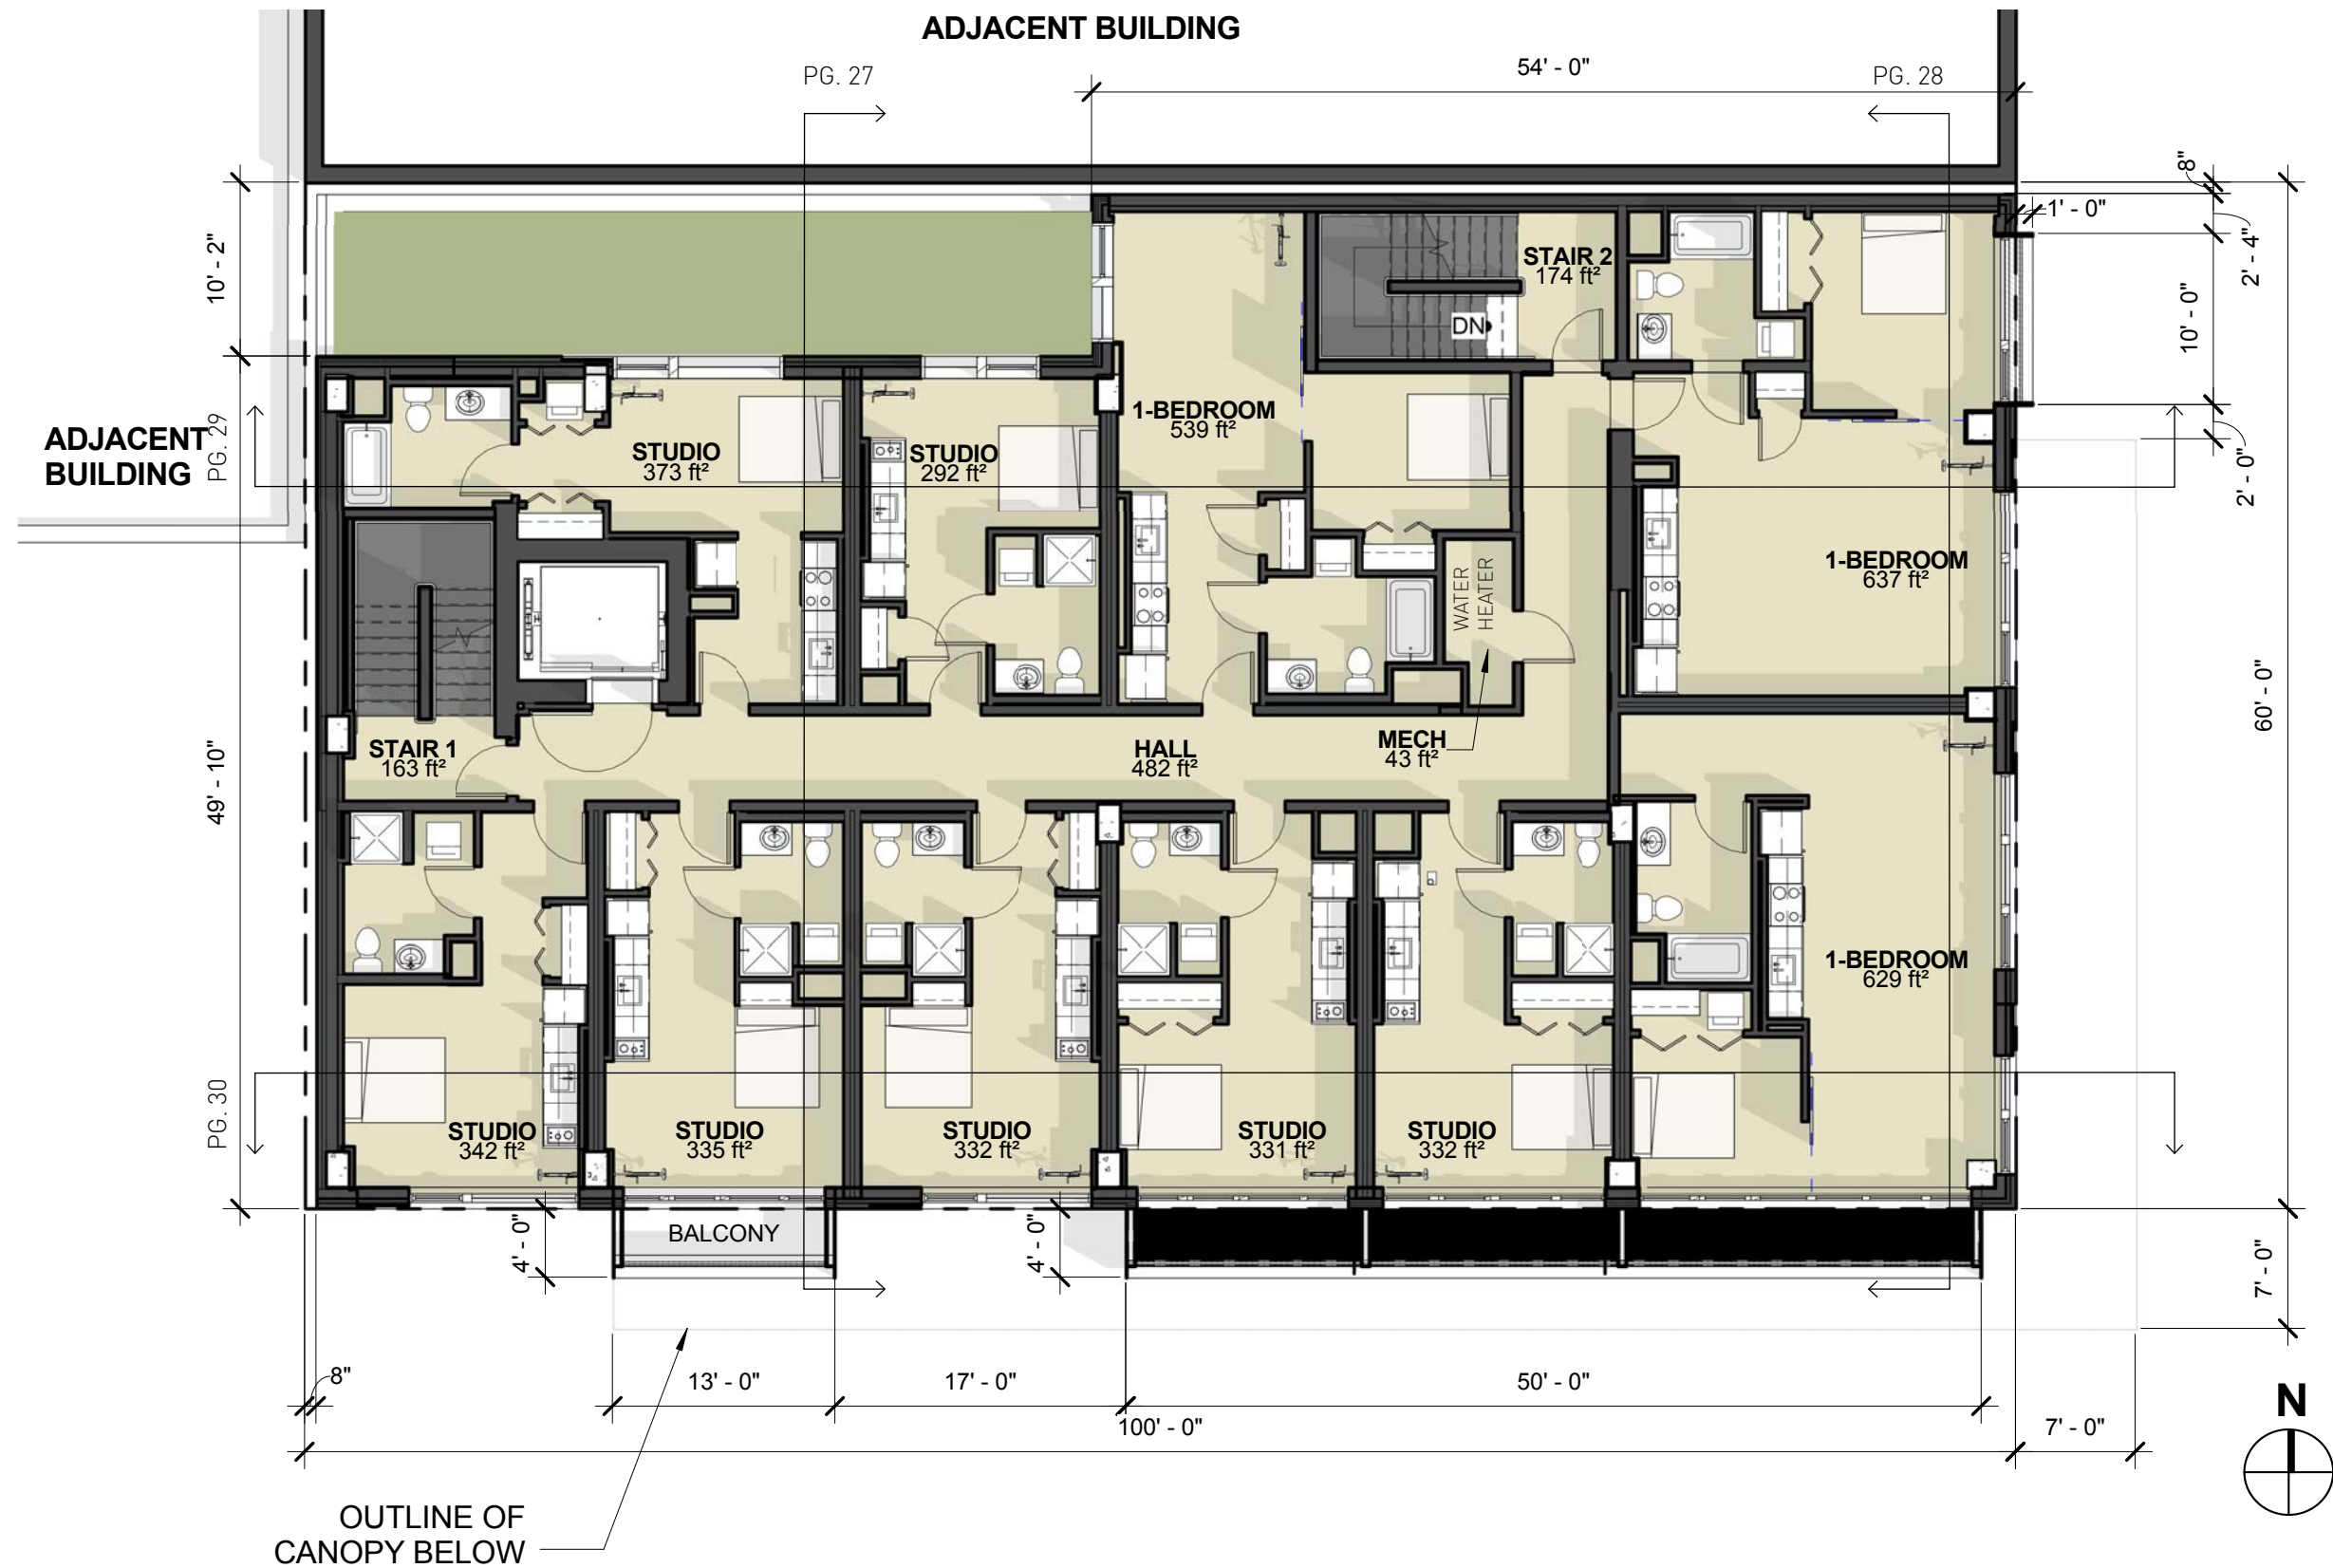 ADJACENT BUILDING
PG. 27
54' - 0"
PG. 28
8"
1' - 0"
2' - 4"
10' - 2"
10' - 0"
STAIR 2
174 ft²
DN
ADJACENT
BUILDING
PG. 29
1-BEDROOM
539 ft²
STUDIO
373 ft²
STUDIO
292 ft²
2' - 0"
1-BEDROOM
637 ft²
WATER
HEATER
60' - 0"
STAIR 1
163 ft²
HALL
482 ft²
MECH
43 ft²
49' - 10"
1-BEDROOM
629 ft²
PG. 30
STUDIO
342 ft²
STUDIO
335 ft²
STUDIO
332 ft²
STUDIO
331 ft²
STUDIO
332 ft²
4' - 0"
BALCONY
4' - 0"
7' - 0"
8"
13' - 0"
17' - 0"
50' - 0"
N
100' - 0"
7' - 0"
OUTLINE OF
CANOPY BELOW